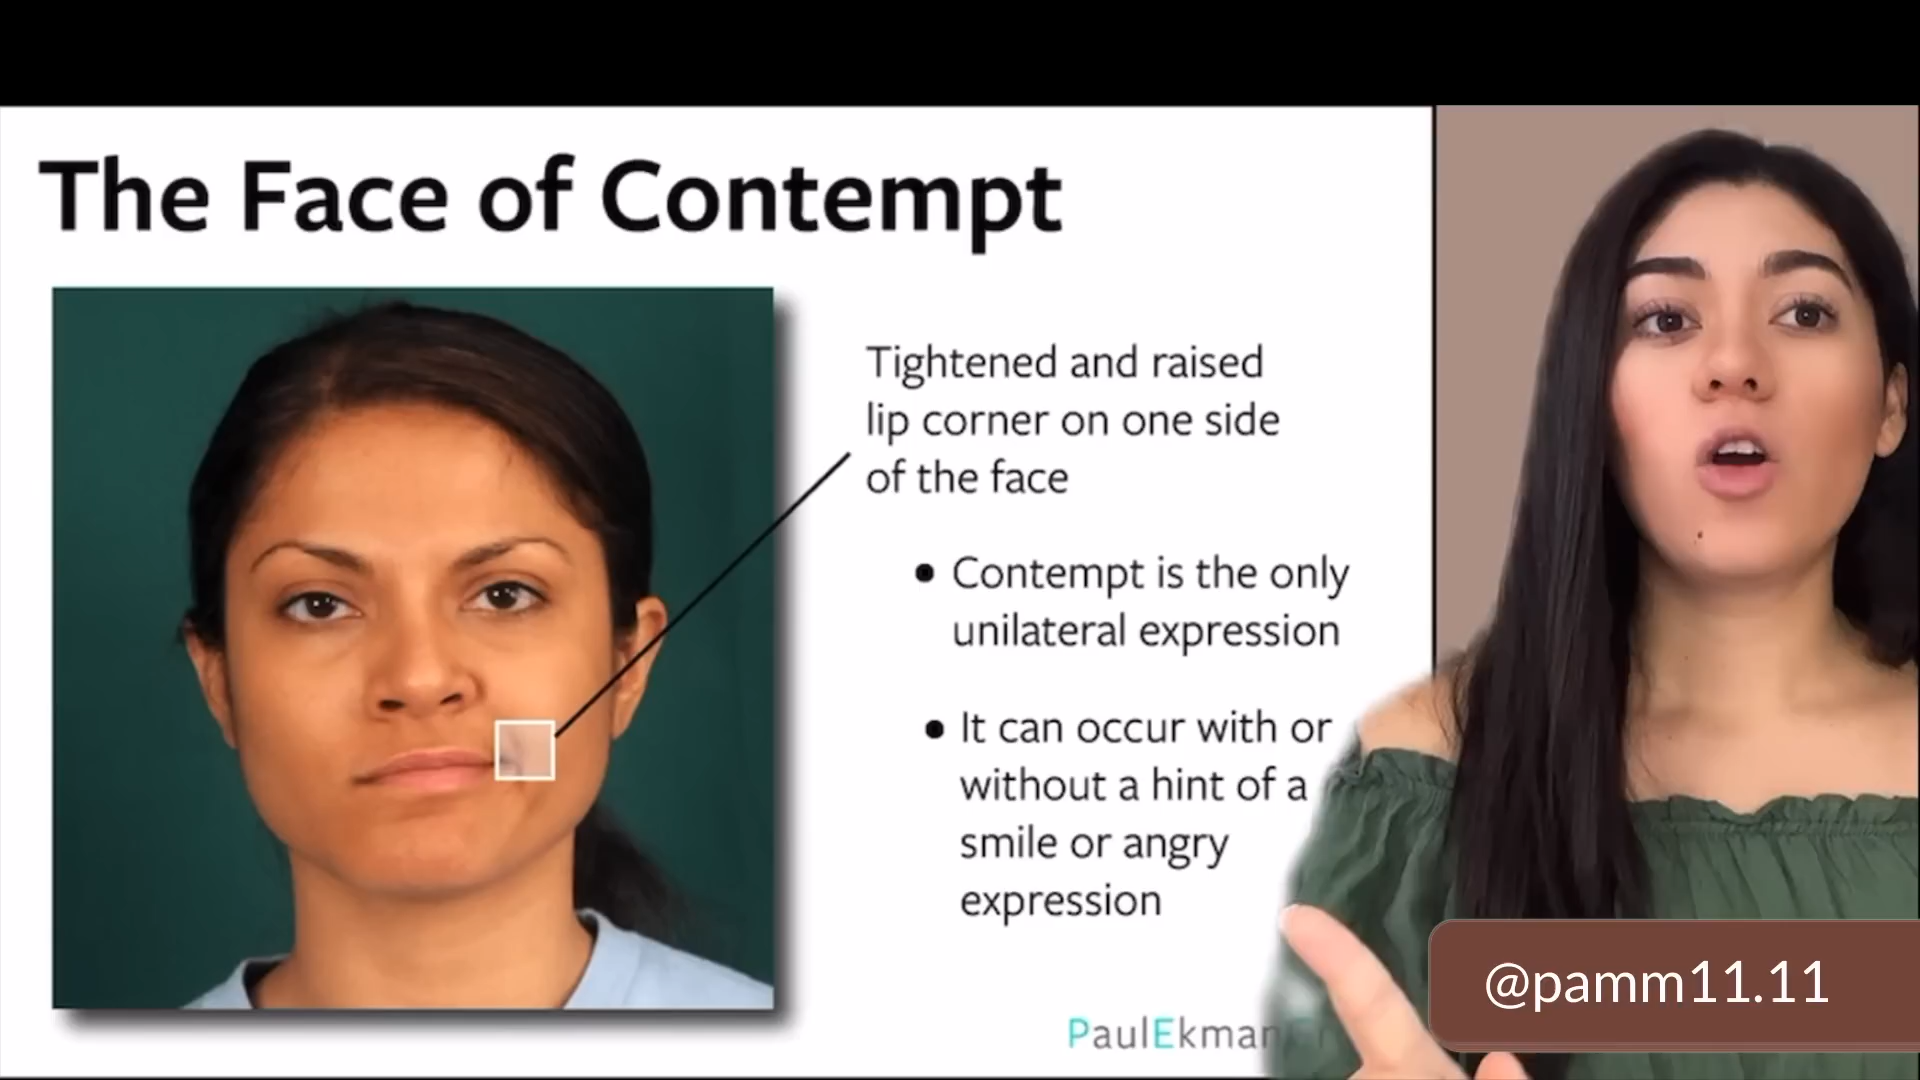 The Face of Contempt
Tightened and raised
lip corner on one side
of the face
• Contempt is the only
unilateral expression
• It can occur with or
without a hint of a
smile or angry
expression
PaulEkman
@pamm11.11